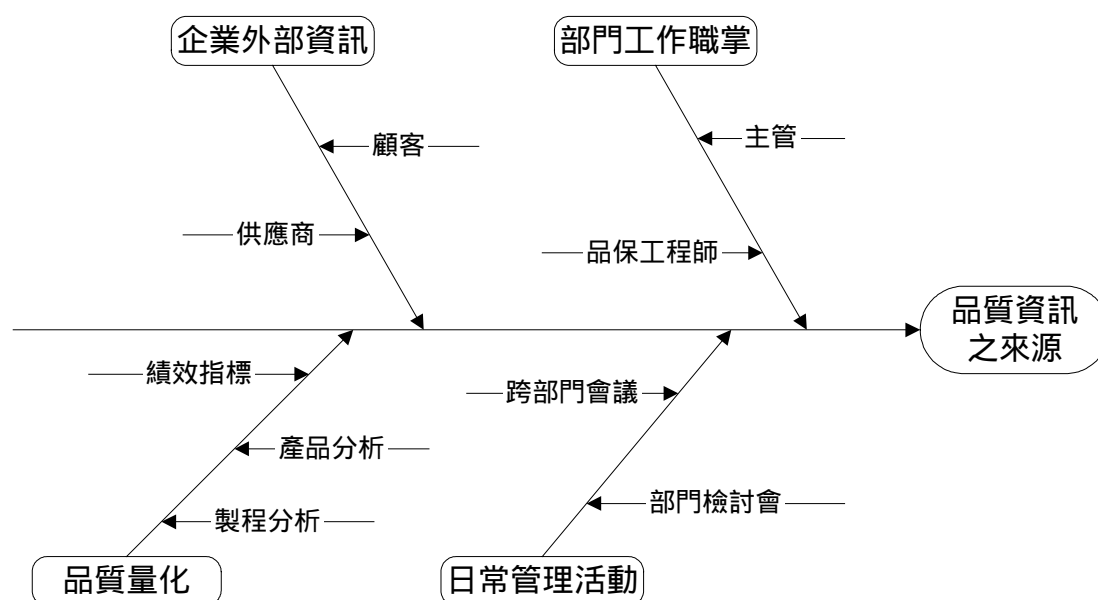 企業外部資訊
部門工作職掌
顧客
主管
供應商
品保工程師
品質資訊
之來源
績效指標
跨部門會議
產品分析
部門檢討會
製程分析
品質量化
日常管理活動